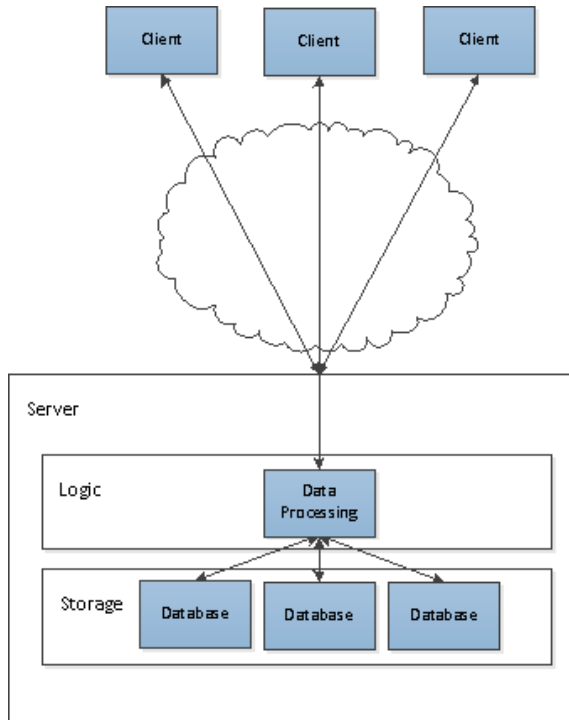 Client
Client
Client
Server
Logic
Data
Processing
Storage
Database
Database
Database